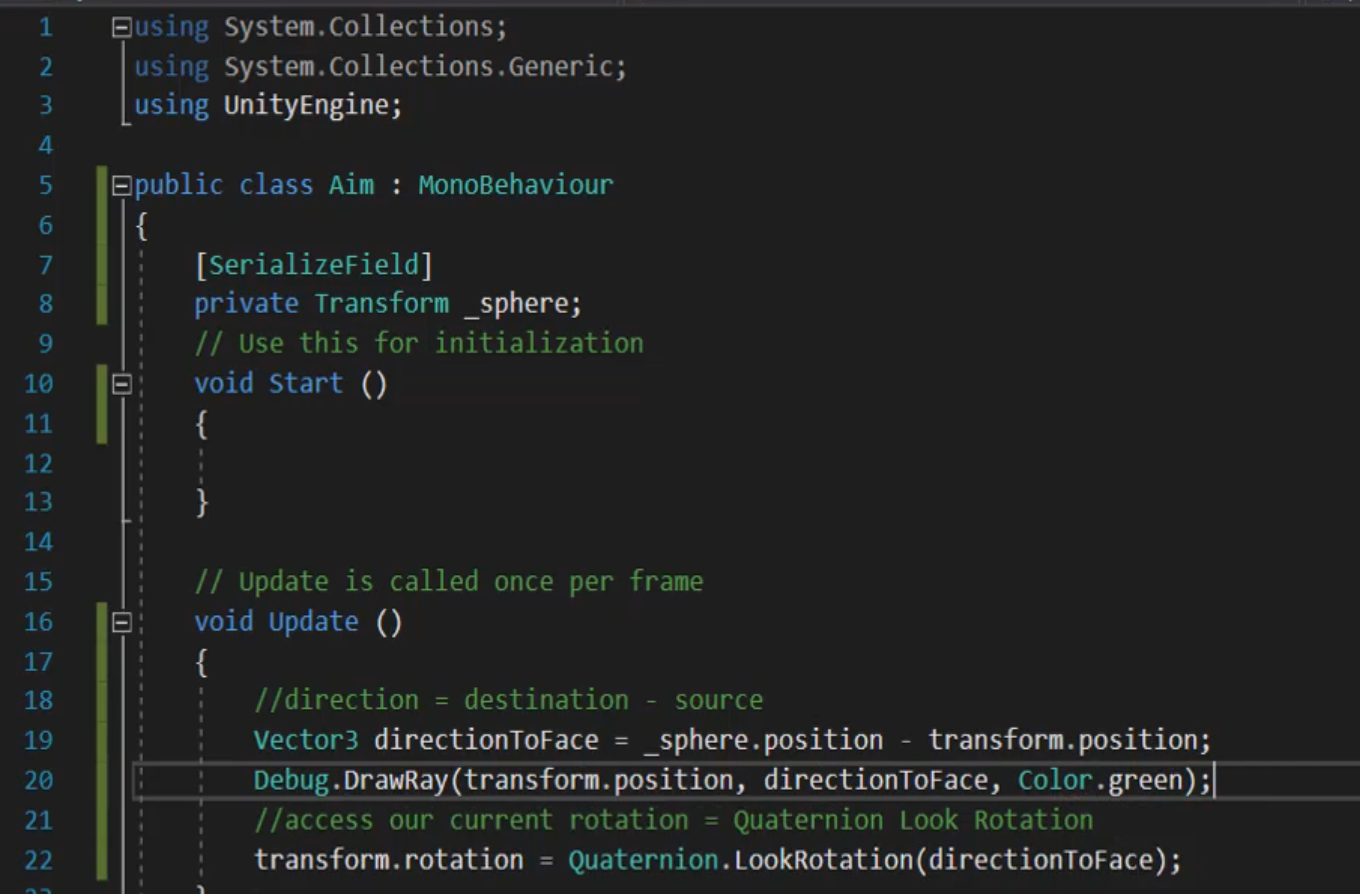 1 using System.Collections;
2 using System.Collections.Generic;
3 using UnityEngine;
4
5 public class Aim : MonoBehaviour
6 {
7 [SerializeField]
8 private Transform _sphere;
9 // Use this for initialization
10 void Start ()
11 {
12
13 }
14
15 // Update is called once per frame
16 void Update ()
17 {
18 //direction = destination - source
19 Vector3 directionToFace = _sphere.position - transform.position;
20 Debug.DrawRay(transform.position, directionToFace, Color.green);
21 //access our current rotation = Quaternion Look Rotation
22 transform.rotation = Quaternion.LookRotation(directionToFace);